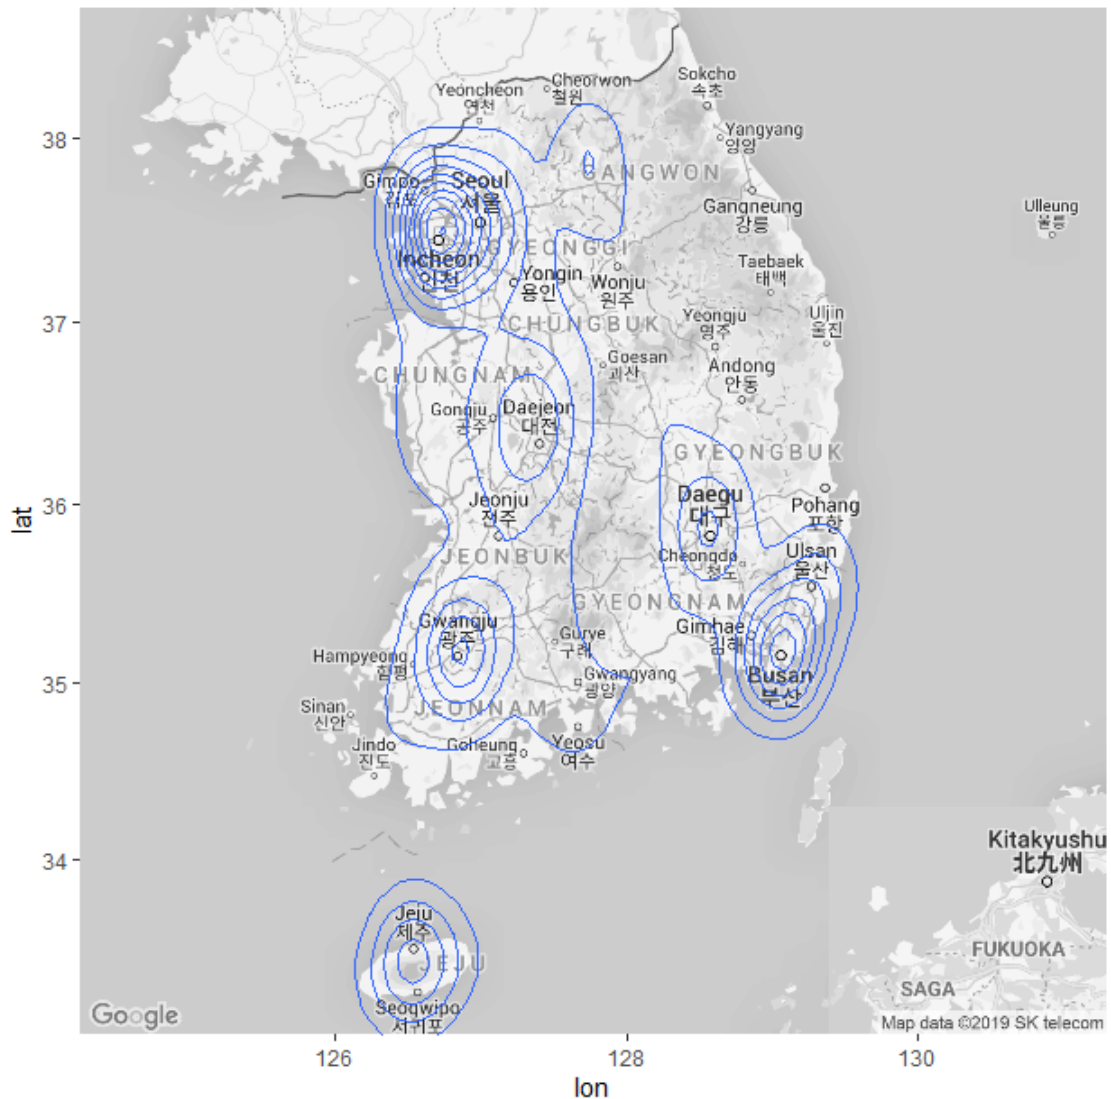 Sokcho
속초
Cheorwon
철원
Yeoncheon
연천
38
Yangyang
양양
GANGWON
Gimpo
김포
Seoul
서울
Gangneung
강릉
Ulleung
울릉
GYEONGGI
Incheon
인천
Yongin
용인
Wonju
원주
Taebaek
태백
37
CHUNGBUK
Yeongju
영주
Uljin
울진
Goesan
괴산
Andong
안동
CHUNGNAM
Gongju
공주
Daejeon
대전
GYEONGBUK
36
lat
Jeonju
전주
Daegu
대구
Pohang
포항
JEONBUK
Cheongdo
청도
Ulsan
울산
GYEONGNAM
Gwangju
광주
Gimhae
김해
Gurye
구례
Hampyeong
함평
35
Gwangyang
광양
Busan
부산
Sinan
신안
JEONNAM
Jindo
진도
Goheung
고흥
Yeosu
여수
34
Kitakyushu
北九州
Jeju
제주
JEJU
FUKUOKA
SAGA
Seogwipo
서귀포
Google
Map data ©2019 SK telecom
126
128
130
lon